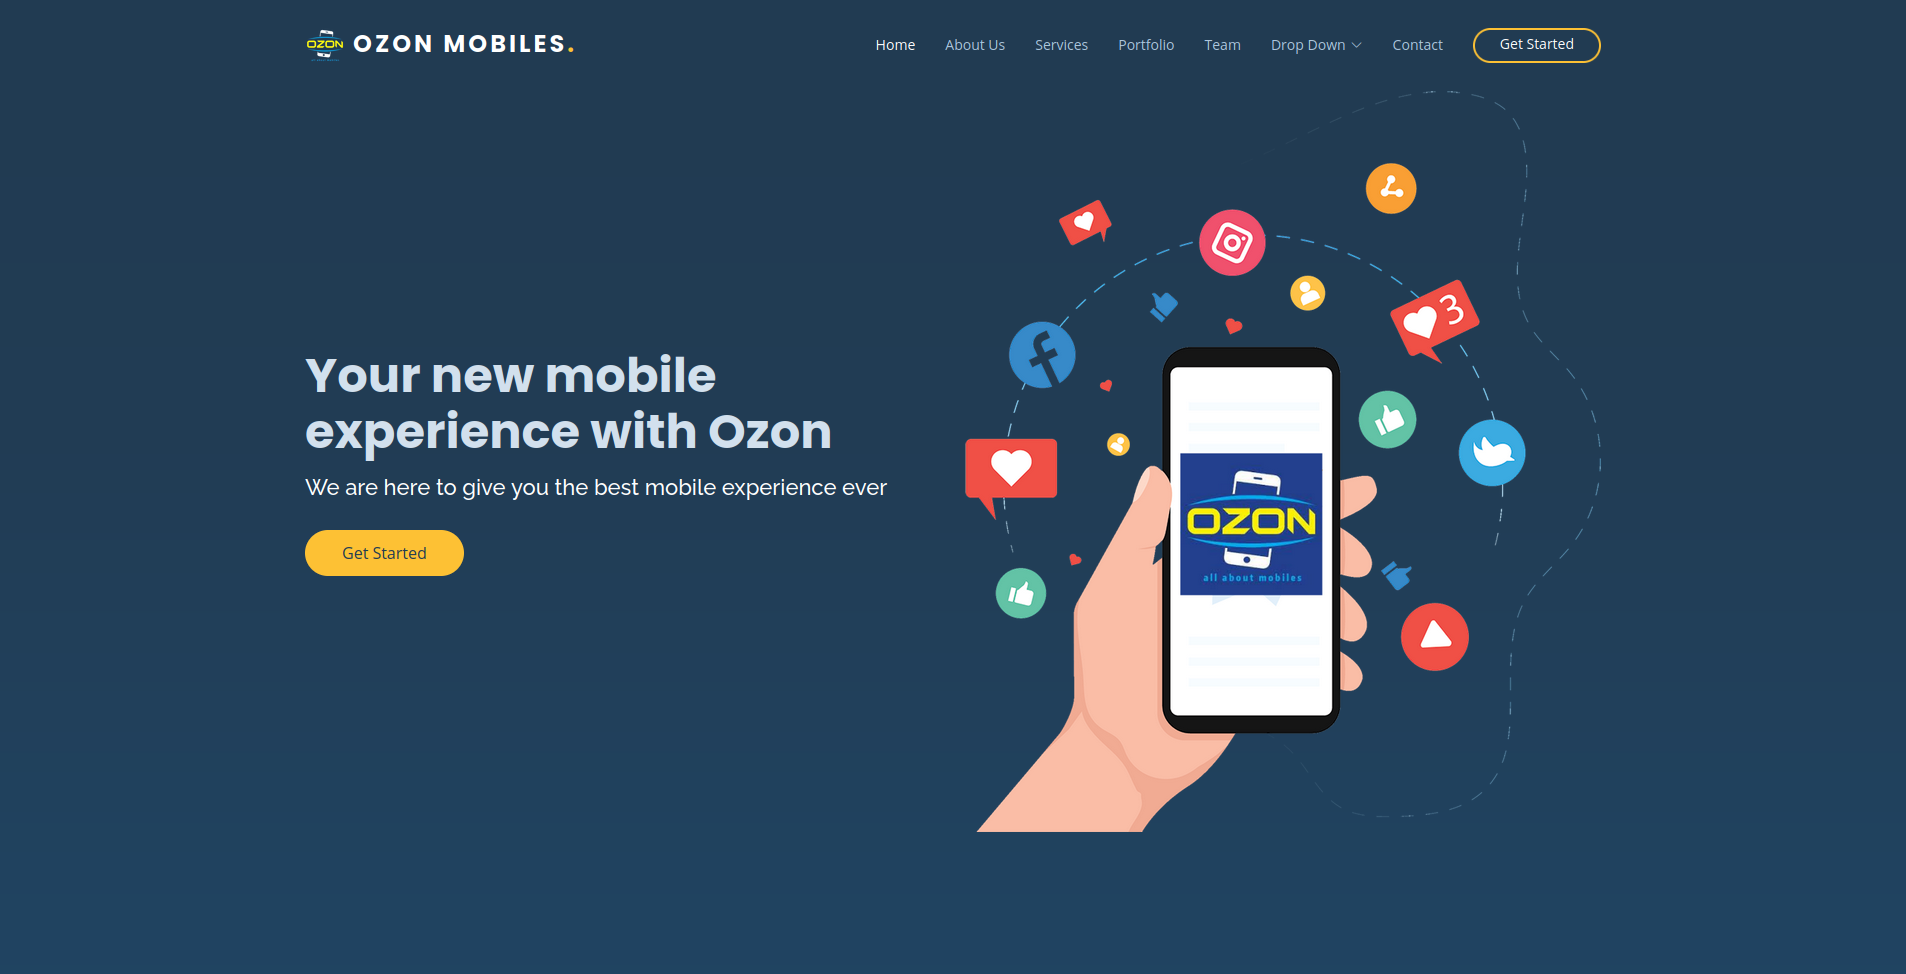 OZON
OZON MOBILES.
Home
About Us
Services
Portfolio
Team
Drop Down
Contact
Get Started
Your new mobile
experience with Ozon
We are here to give you the best mobile experience ever
Get Started
3
OZON
all about mobiles